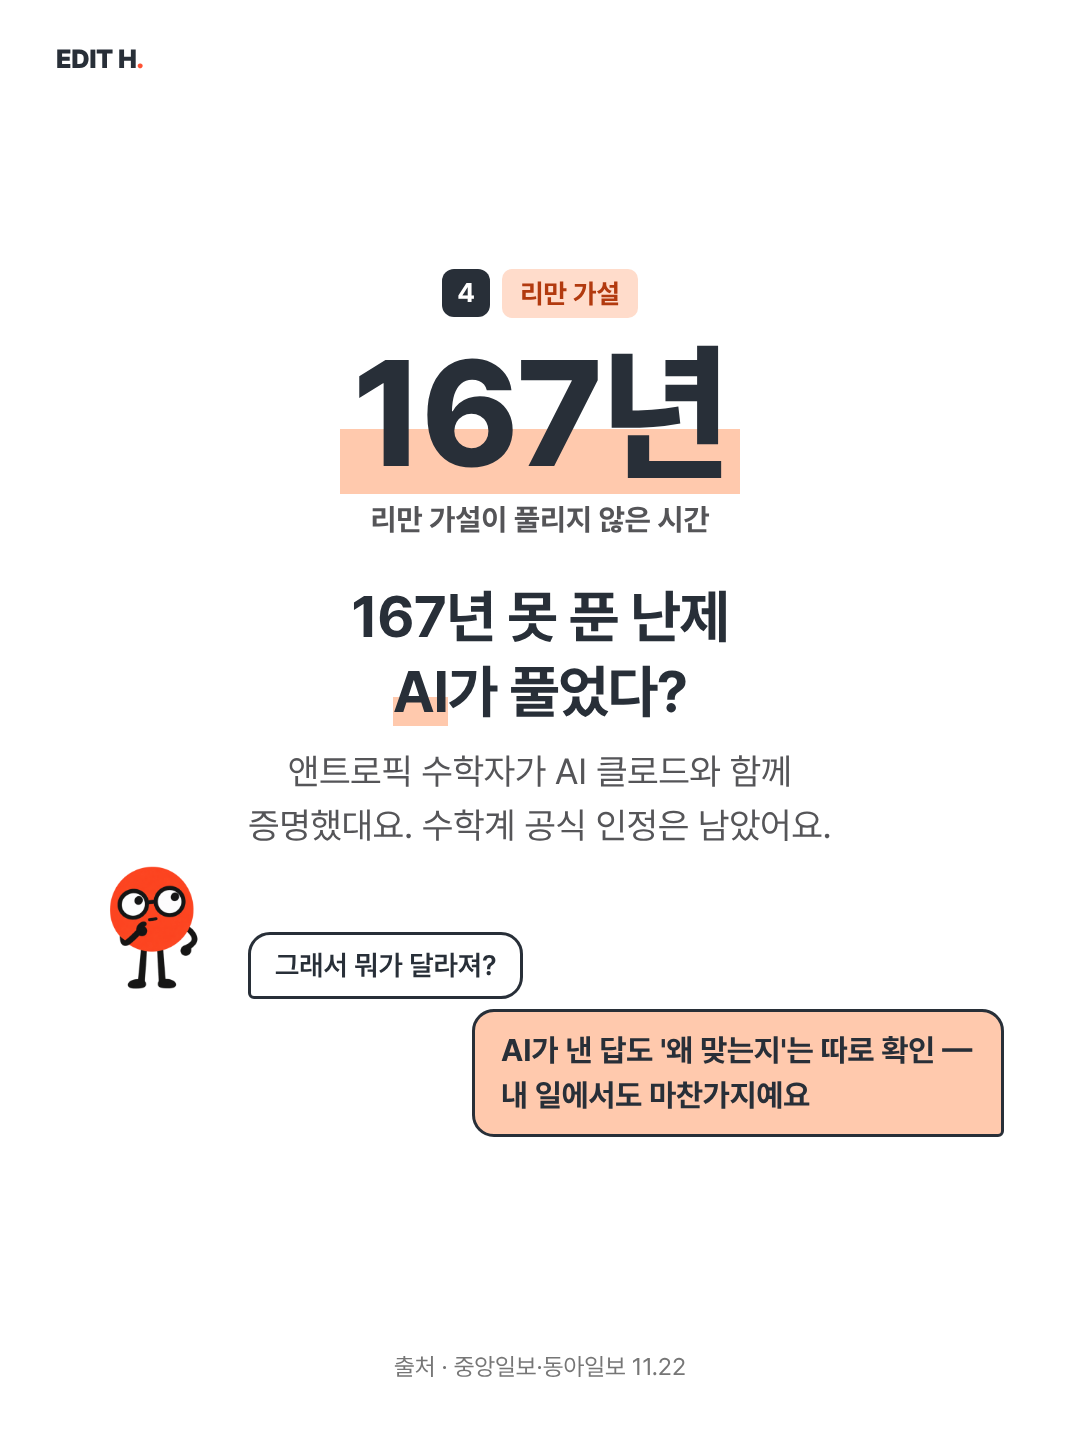 EDIT H.
4 리만 가설
167년
리만 가설이 풀리지 않은 시간
167년 못 푼 난제
AI가 풀었다?
앤트로픽 수학자가 AI 클로드와 함께
증명했대요. 수학계 공식 인정은 남았어요.
그래서 뭐가 달라져?
AI가 낸 답도 '왜 맞는지'는 따로 확인 —
내 일에서도 마찬가지예요
출처 · 중앙일보·동아일보 11.22